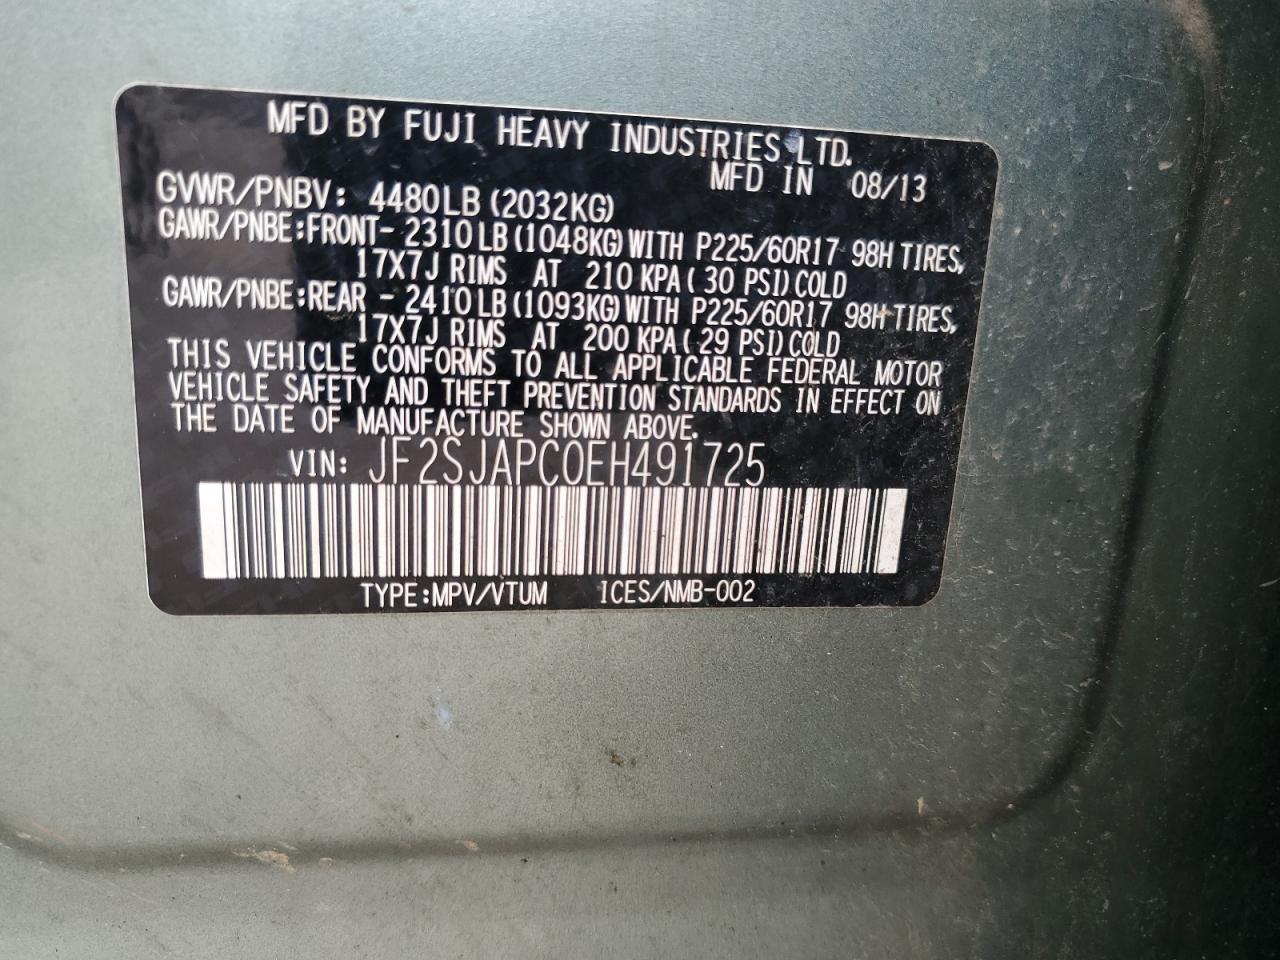 MFD BY FUJI HEAVY INDUSTRIES LTD.
MFD IN 08/13
GVWR/PNBV: 4480LB (2032KG)
GAWR/PNBE:FRONT- 2310LB (1048KG) WITH P225/60R17 98H TIRES,
17X7J RIMS AT 210 KPA (30 PSI) COLD
GAWR/PNBE:REAR - 2410LB (1093KG) WITH P225/60R17 98H TIRES,
17X7J RIMS AT 200 KPA (29 PSI) COLD
THIS VEHICLE CONFORMS TO ALL APPLICABLE FEDERAL MOTOR
VEHICLE SAFETY AND THEFT PREVENTION STANDARDS IN EFFECT ON
THE DATE OF MANUFACTURE SHOWN ABOVE.
VIN: JF2SJAPC0EH491725
TYPE:MPV/VTUM ICES/NMB-002